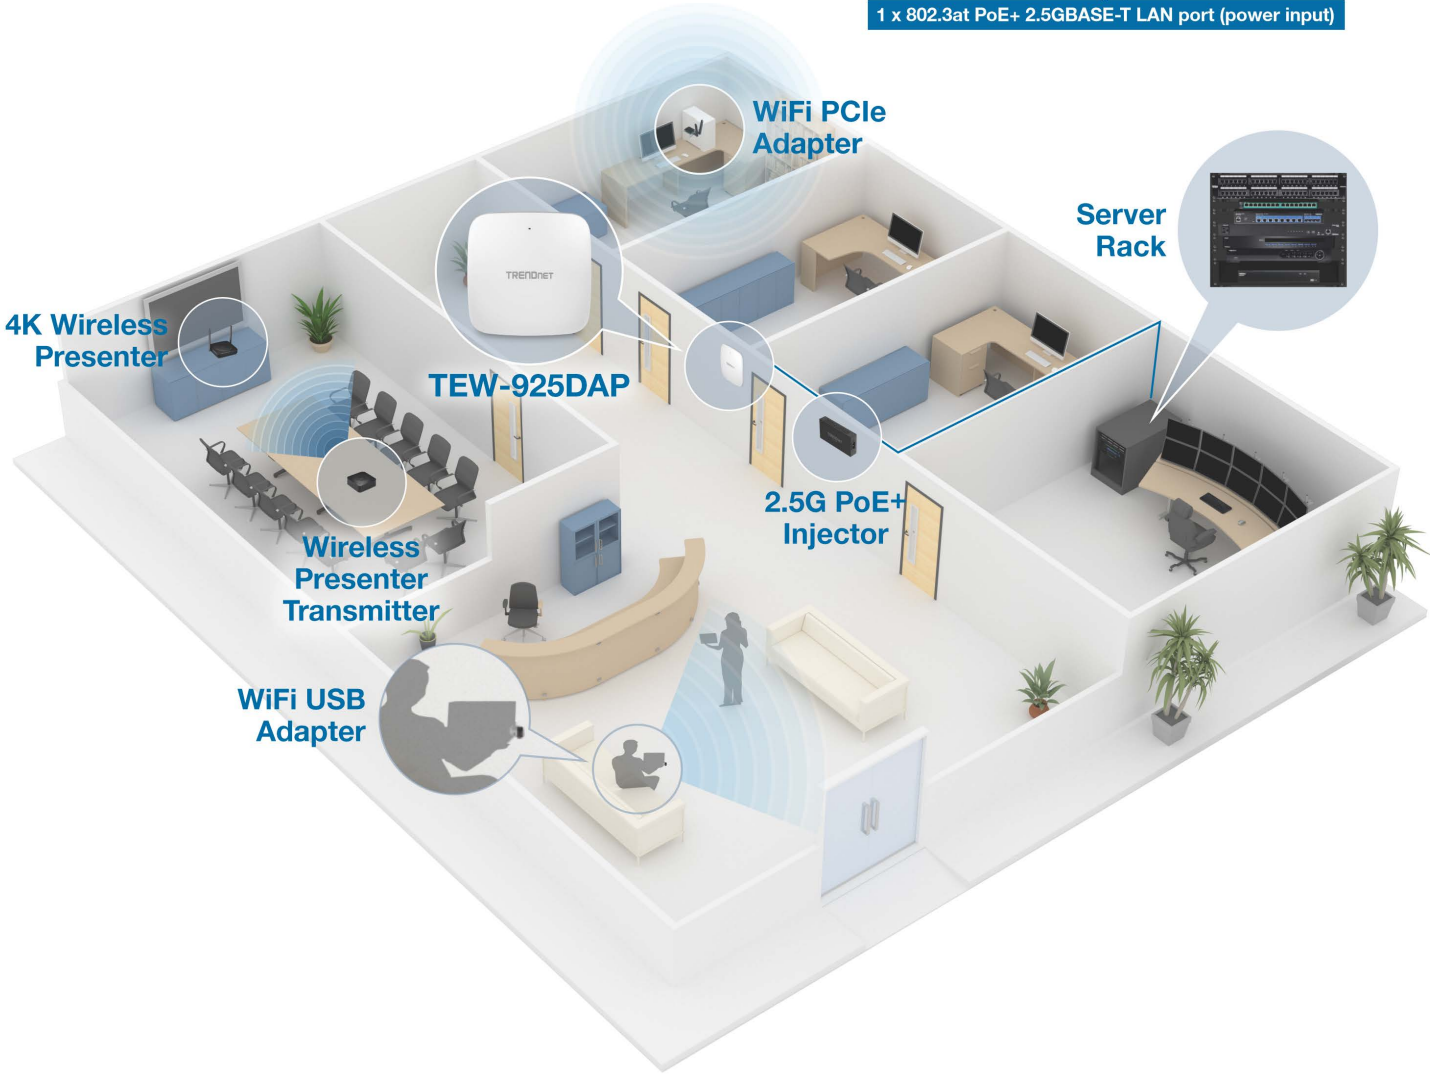 1 x 802.3at PoE+ 2.5GBASE-T LAN port (power input)
WiFi PCIe
Adapter
Server
Rack
TRENDNET
4K Wireless
Presenter
TEW-925DAP
2.5G PoE+
Injector
Wireless
Presenter
Transmitter
WiFi USB
Adapter